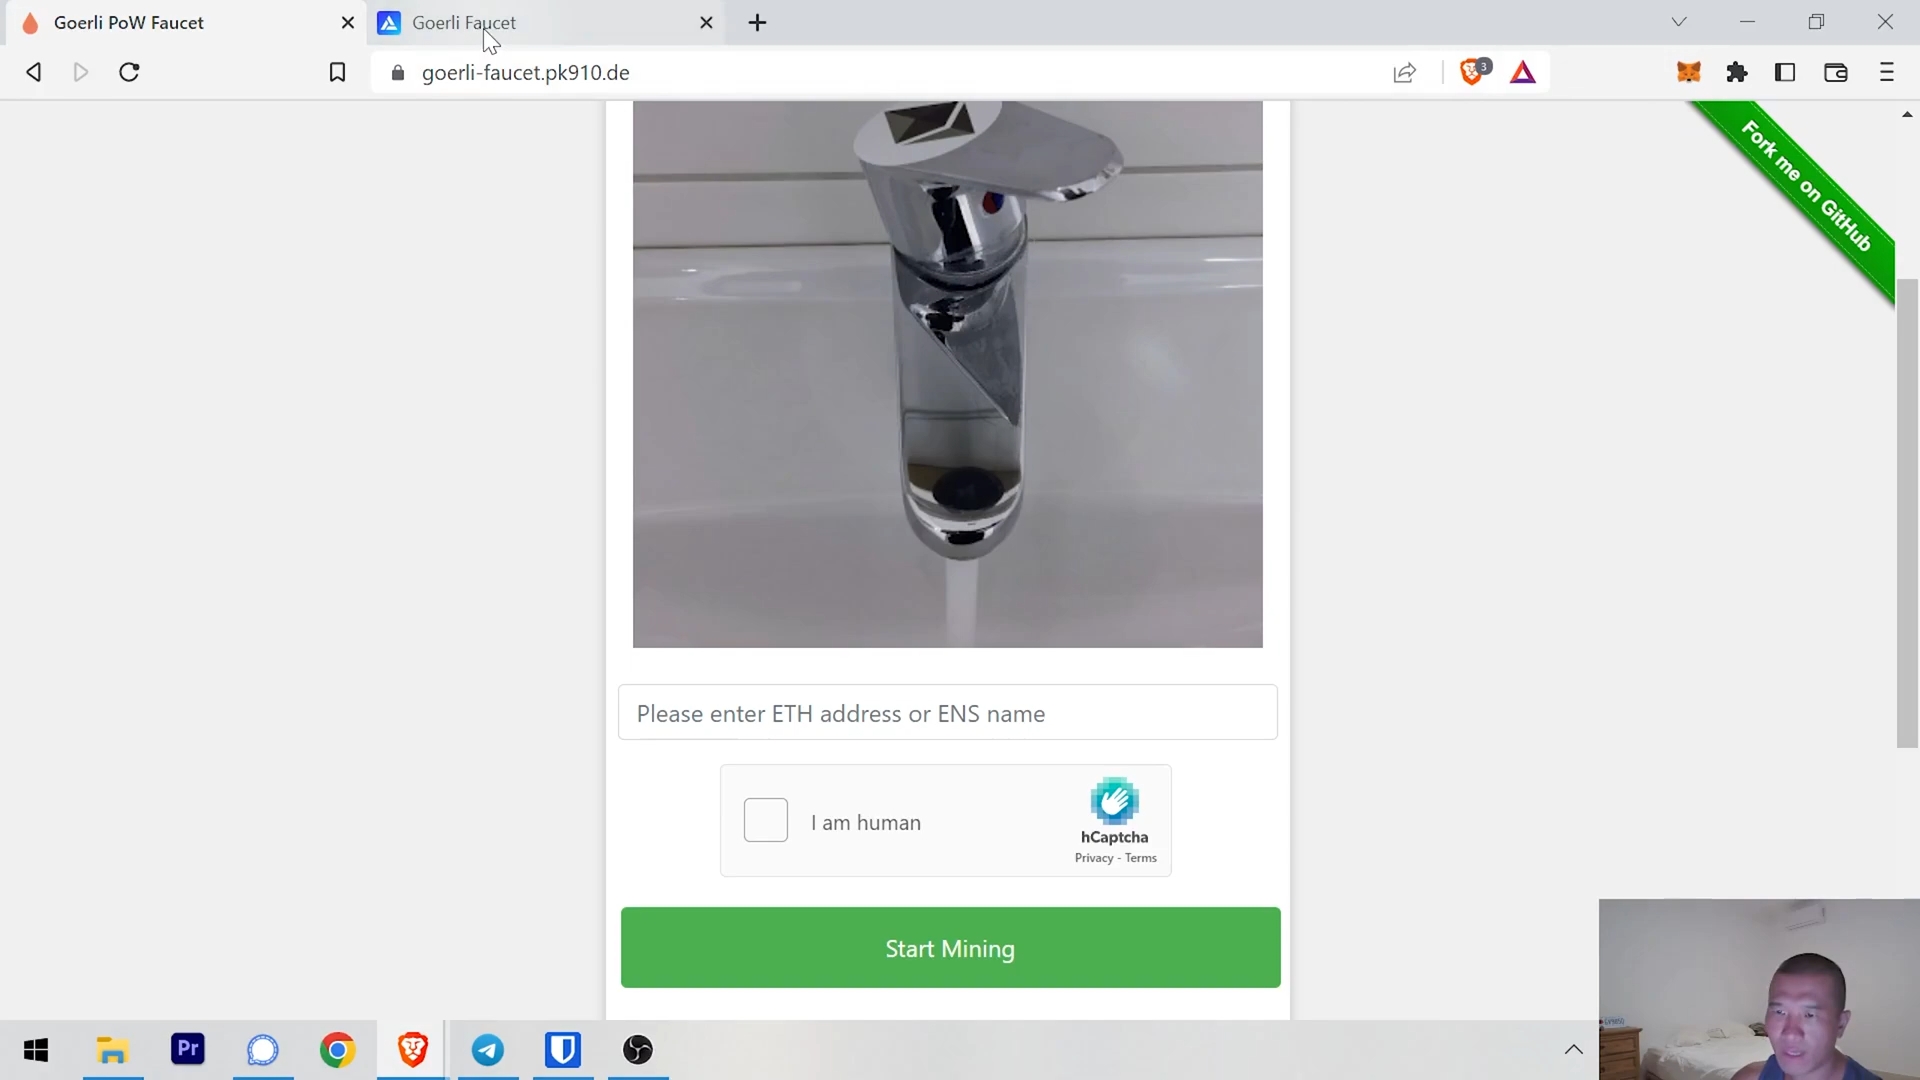 Goerli PoW Faucet
Goerli Faucet
goerli-faucet.pk910.de
3
Fork me on GitHub
Please enter ETH address or ENS name
I am human
hCaptcha
Privacy - Terms
Start Mining
Pr